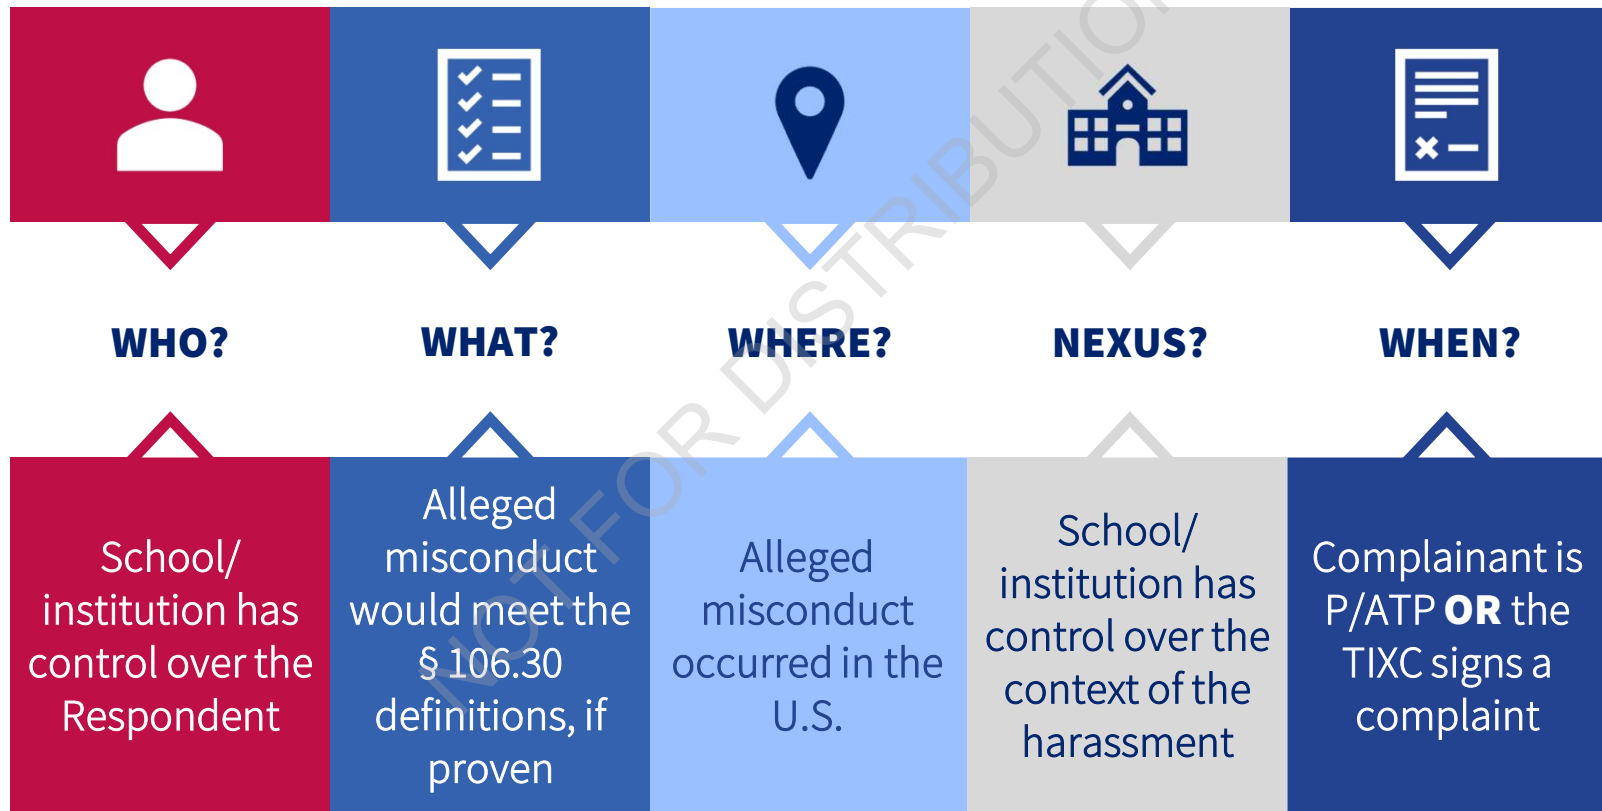 WHO?
WHAT?
WHERE?
NEXUS?
WHEN?
School/
institution has
control over the
Respondent
Alleged
misconduct
would meet the
§ 106.30
definitions, if
proven
Alleged
misconduct
occurred in the
U.S.
School/
institution has
control over the
context of the
harassment
Complainant is
P/ATP OR the
TIXC signs a
complaint
NOT FOR DISTRIBUTION